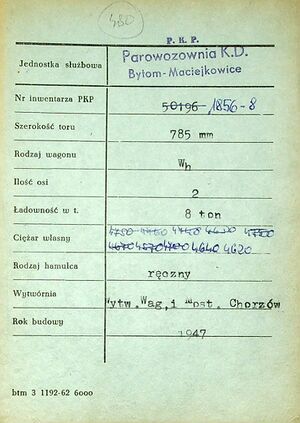 480
P. K. P.
Jednostka służbowa
Parowozownia K.D.
Bytom-Maciejkowice
Nr inwentarza PKP 50196 1856-8
Szerokość toru 785 mm
Rodzaj wagonu Wh
Ilość osi 2
Ładowność w t. 8 ton
Ciężar własny
4640 4620
Rodzaj hamulca ręczny
Wytwórnia Wytw.Wag,i Most. Chorzów
Rok budowy 1947
btm 3 1192-62 6000